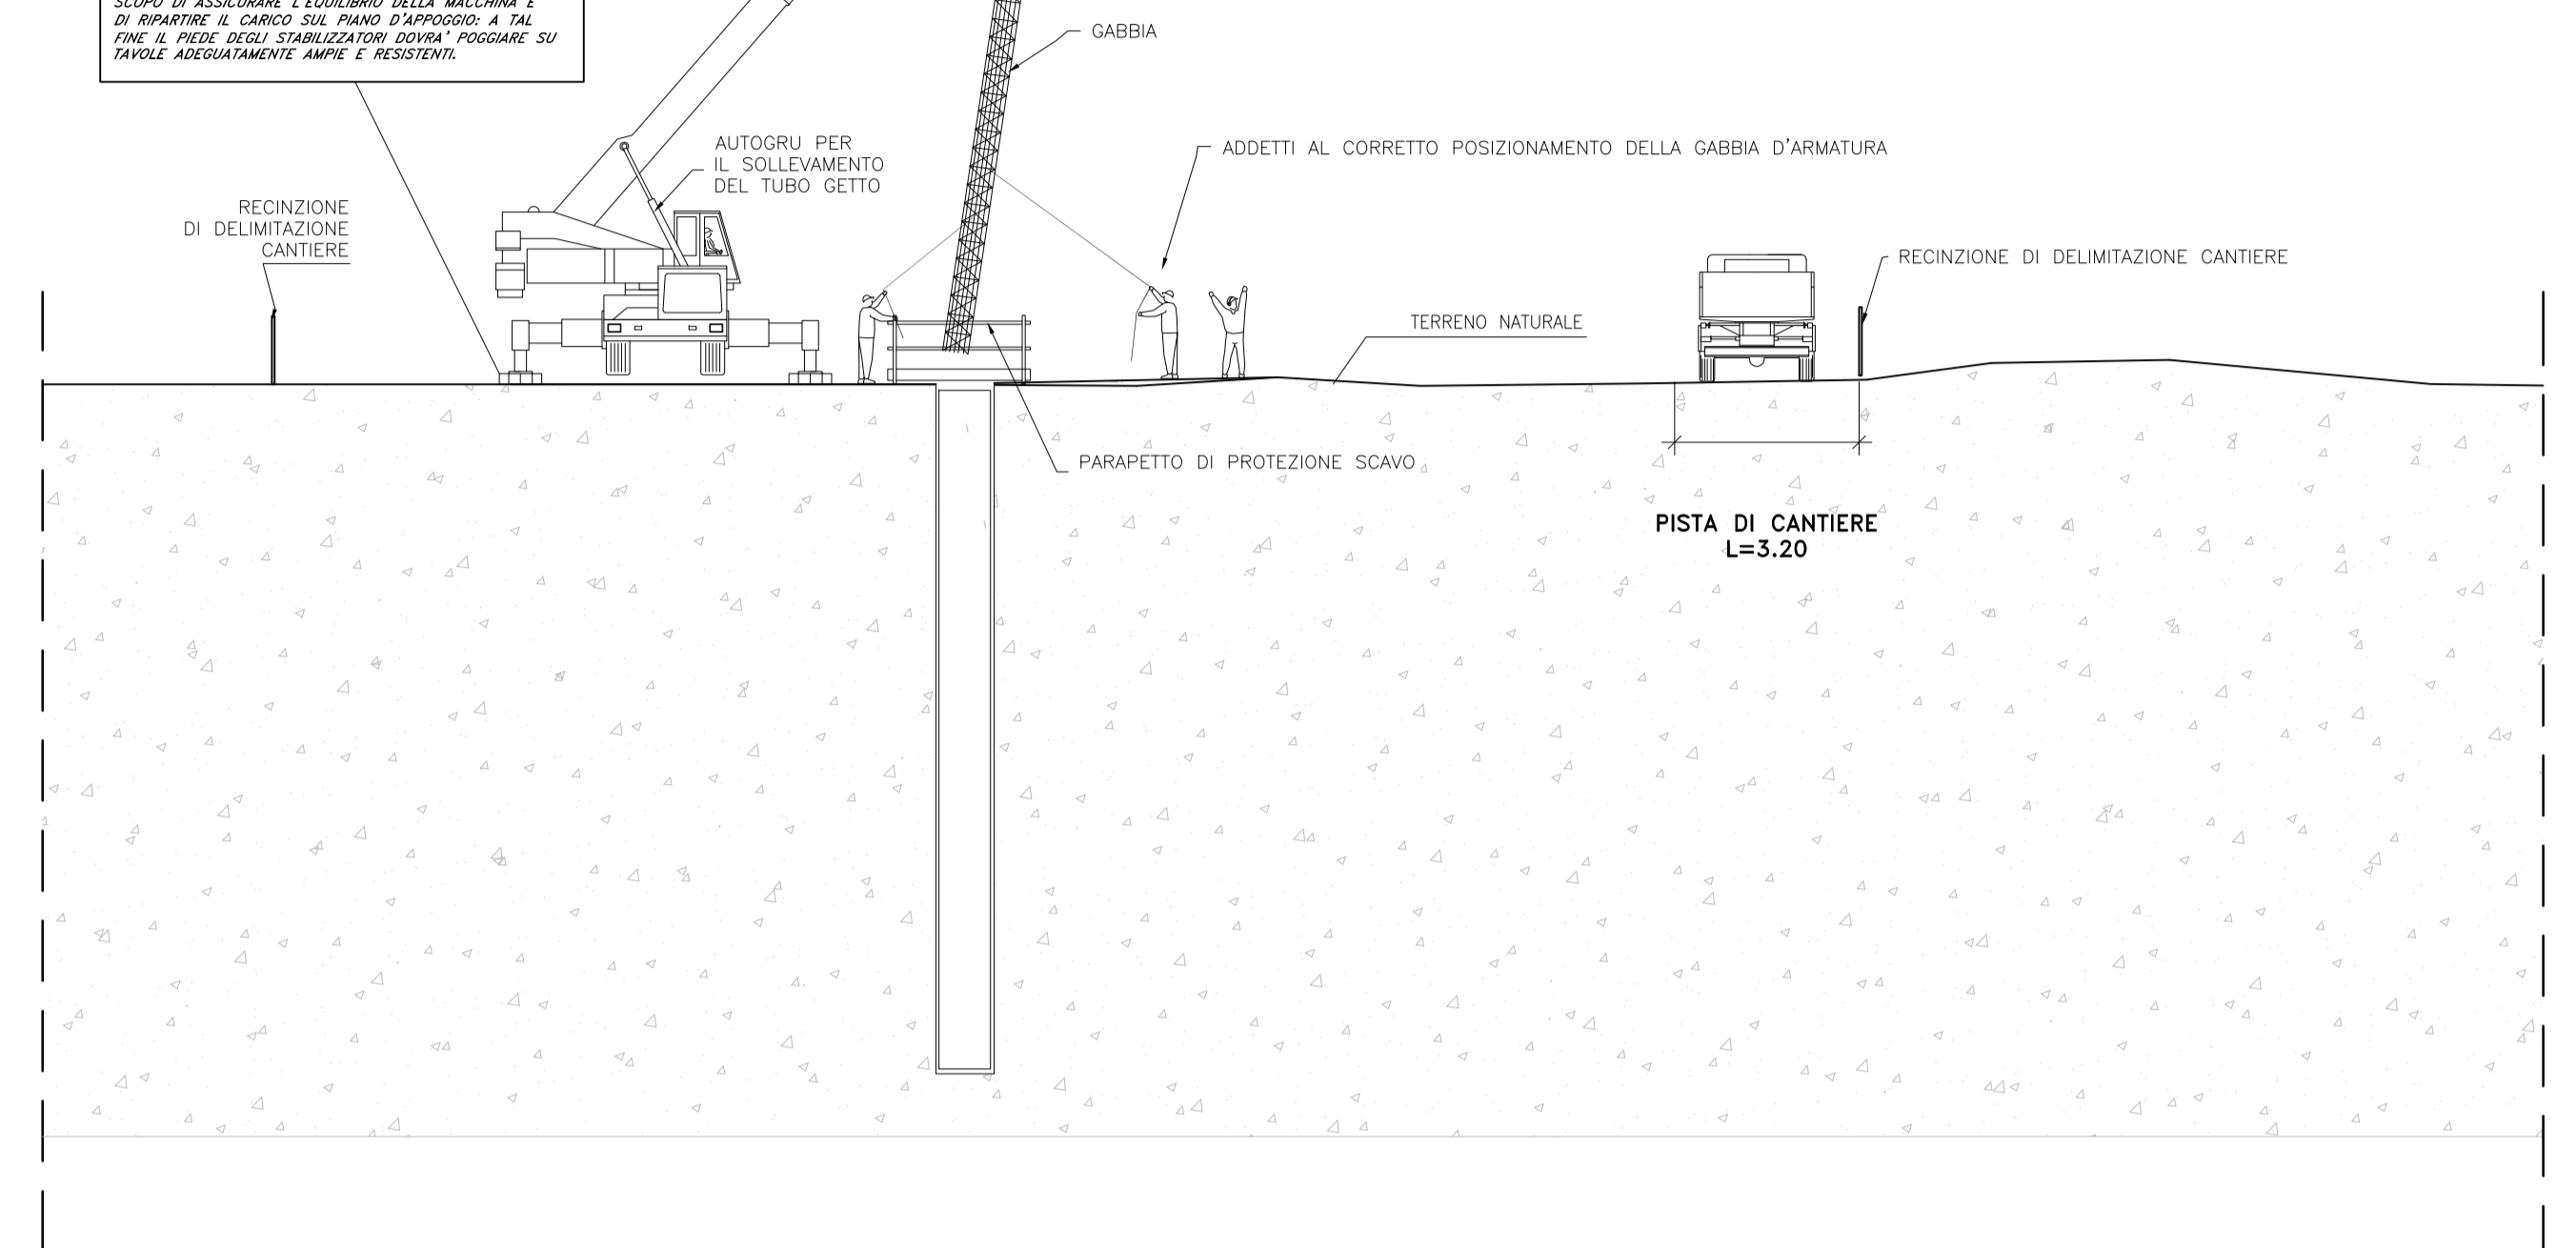 SCOPO DI ASSICURARE L'EQUILIBRIO DELLA MACCHINA E
DI RIPARTIRE IL CARICO SUL PIANO D'APPOGGIO: A TAL
FINE IL PIEDE DEGLI STABILIZZATORI DOVRA' POGGIARE SU
TAVOLE ADEGUATAMENTE AMPIE E RESISTENTI.
GABBIA
AUTOGRU PER
IL SOLLEVAMENTO
DEL TUBO GETTO
ADDETTI AL CORRETTO POSIZIONAMENTO DELLA GABBIA D'ARMATURA
RECINZIONE
DI DELIMITAZIONE
CANTIERE
RECINZIONE DI DELIMITAZIONE CANTIERE
TERRENO NATURALE
PARAPETTO DI PROTEZIONE SCAVO
PISTA DI CANTIERE
L=3.20